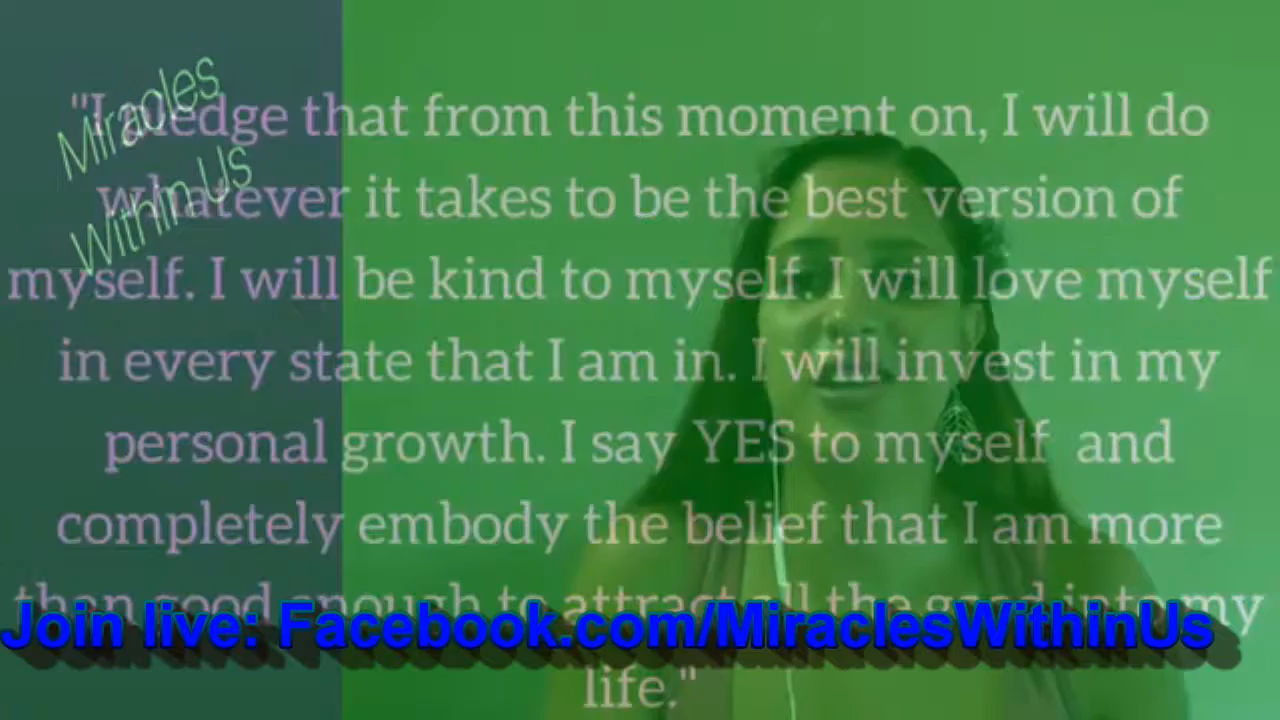 Miracles
Within Us
"I pledge that from this moment on, I will do
whatever it takes to be the best version of
myself. I will be kind to myself. I will love myself
in every state that I am in. I will invest in my
personal growth. I say YES to myself and
completely embody the belief that I am more
than good enough to attract all the good into my
Join live: Facebook.com/MiraclesWithinUs
life."